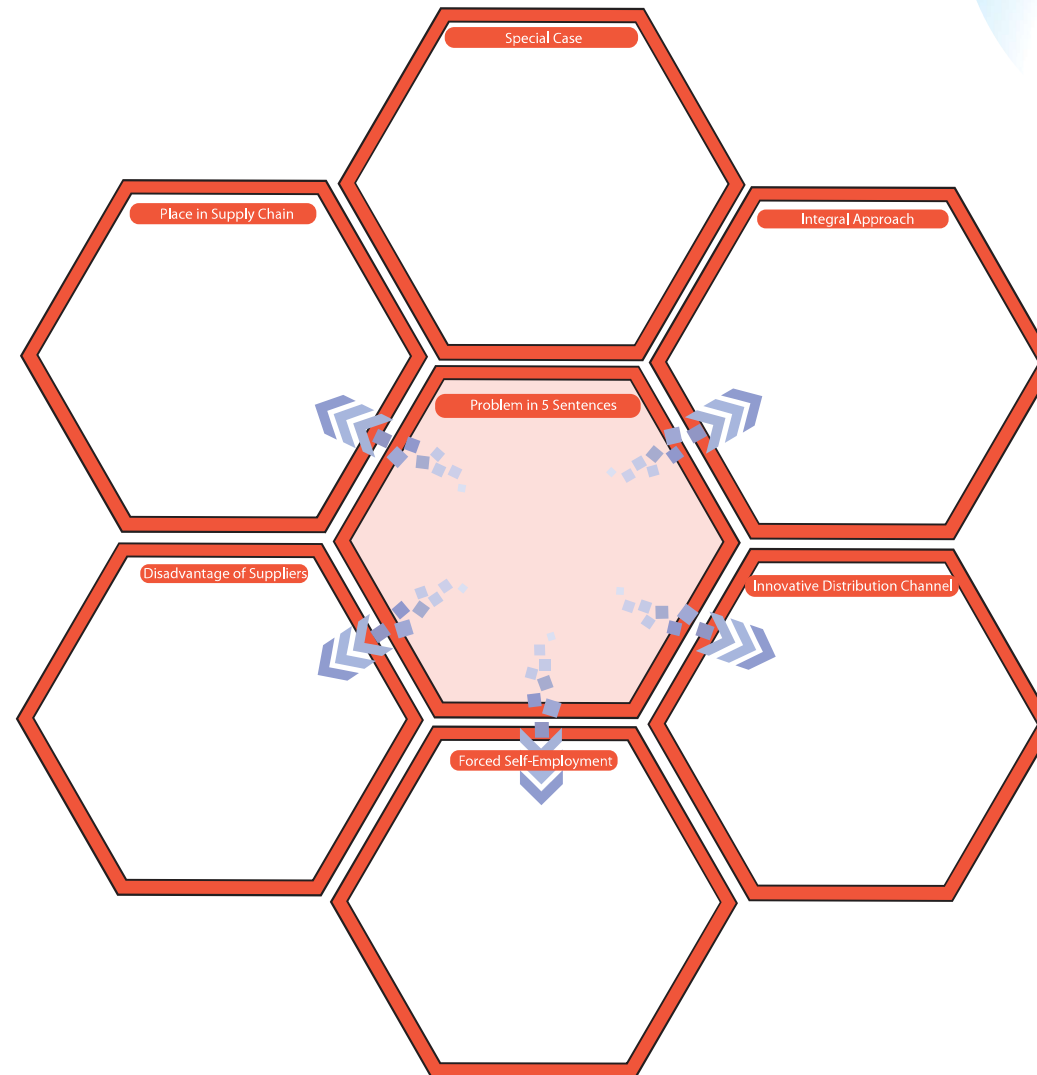 Special Case
Place in Supply Chain
Integral Approach
Problem in 5 Sentences
Disadvantage of Suppliers
Innovative Distribution Channel
Forced Self-Employment